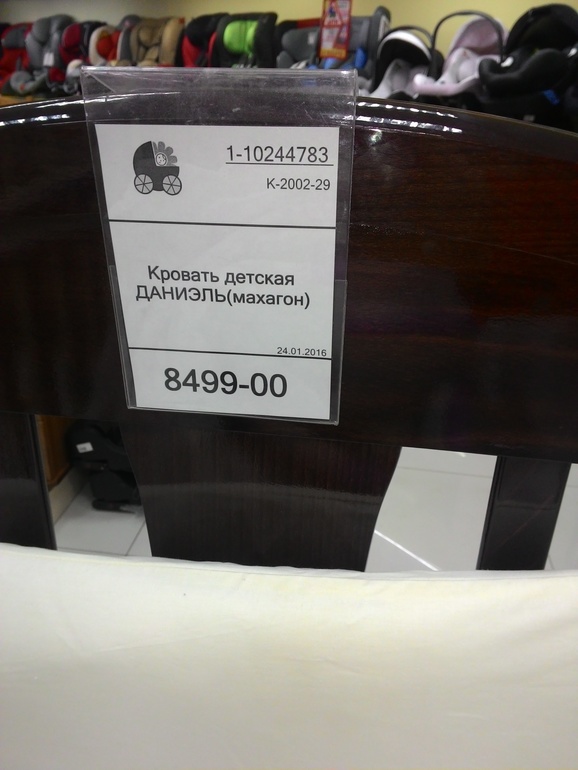 1-10244783
К-2002-29
Кровать детская
ДАНИЭЛЬ(махагон)
24.01.2016
8499-00